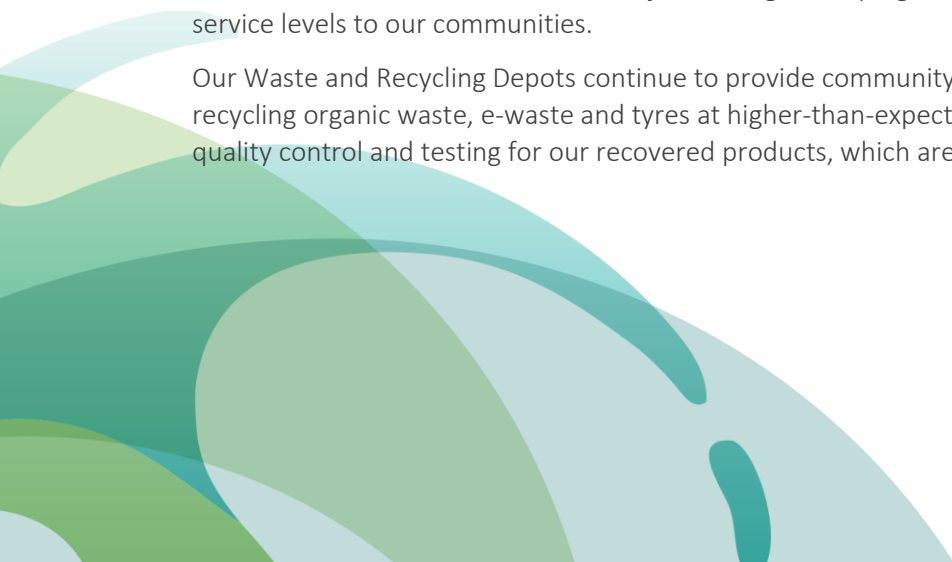 service levels to our communities.
Our Waste and Recycling Depots continue to provide community
recycling organic waste, e-waste and tyres at higher-than-expect
quality control and testing for our recovered products, which are